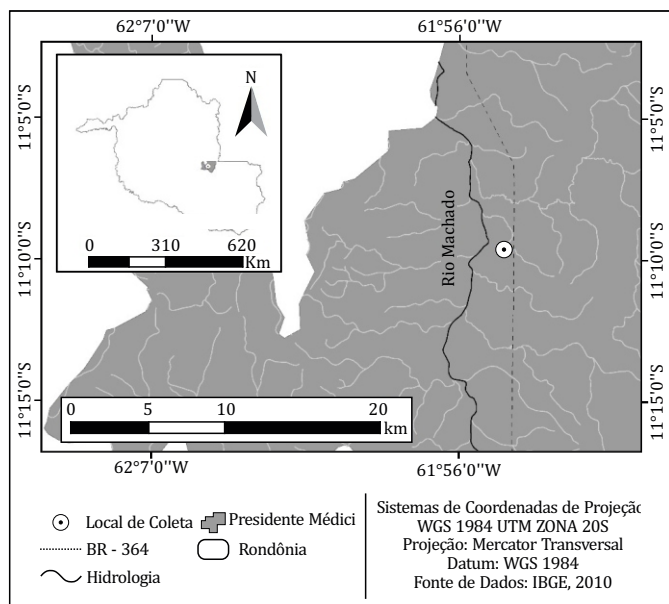 62°7'0''W 61°56'0''W
N
11°5'0''S 11°5'0''S
0 310 620
Km
Rio Machado
11°10'0''S 11°10'0''S
11°15'0''S 11°15'0''S
0 5 10 20
km
62°7'0''W 61°56'0''W
Local de Coleta Presidente Médici
BR - 364 Rondônia
Hidrologia
Sistemas de Coordenadas de Projeção
WGS 1984 UTM ZONA 20S
Projeção: Mercator Transversal
Datum: WGS 1984
Fonte de Dados: IBGE, 2010